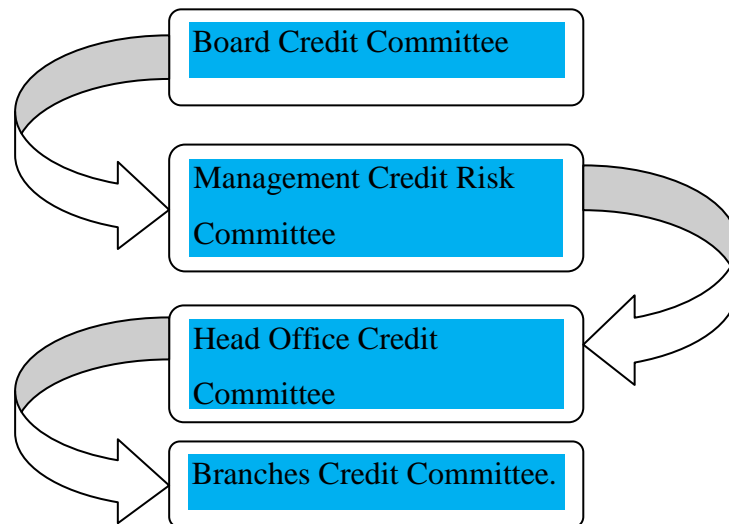 Board Credit Committee
Management Credit Risk
Committee
Head Office Credit
Committee
Branches Credit Committee.